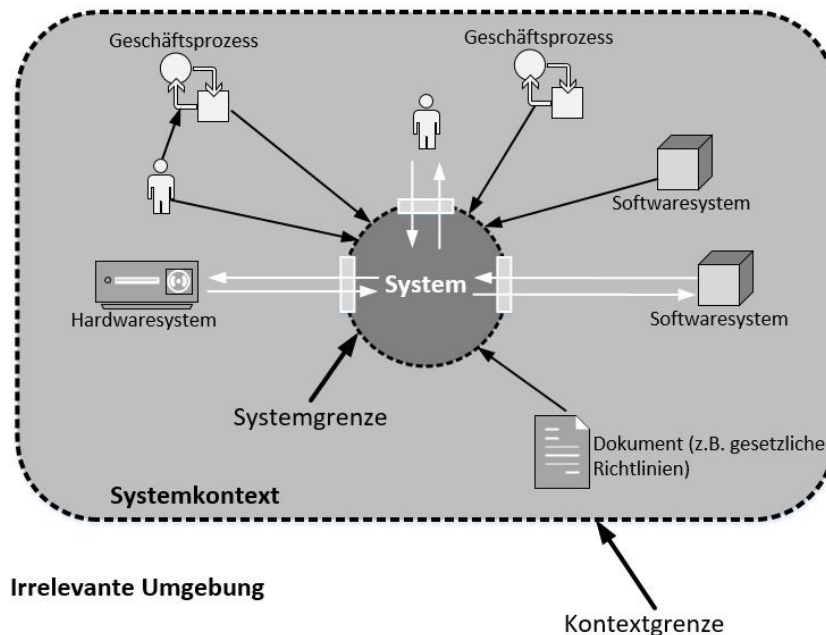 Geschäftsprozess
Geschäftsprozess
Softwaresystem
System
Hardwaresystem
Softwaresystem
Systemgrenze
Dokument (z.B. gesetzliche
Richtlinien)
Systemkontext
Irrelevante Umgebung
Kontextgrenze